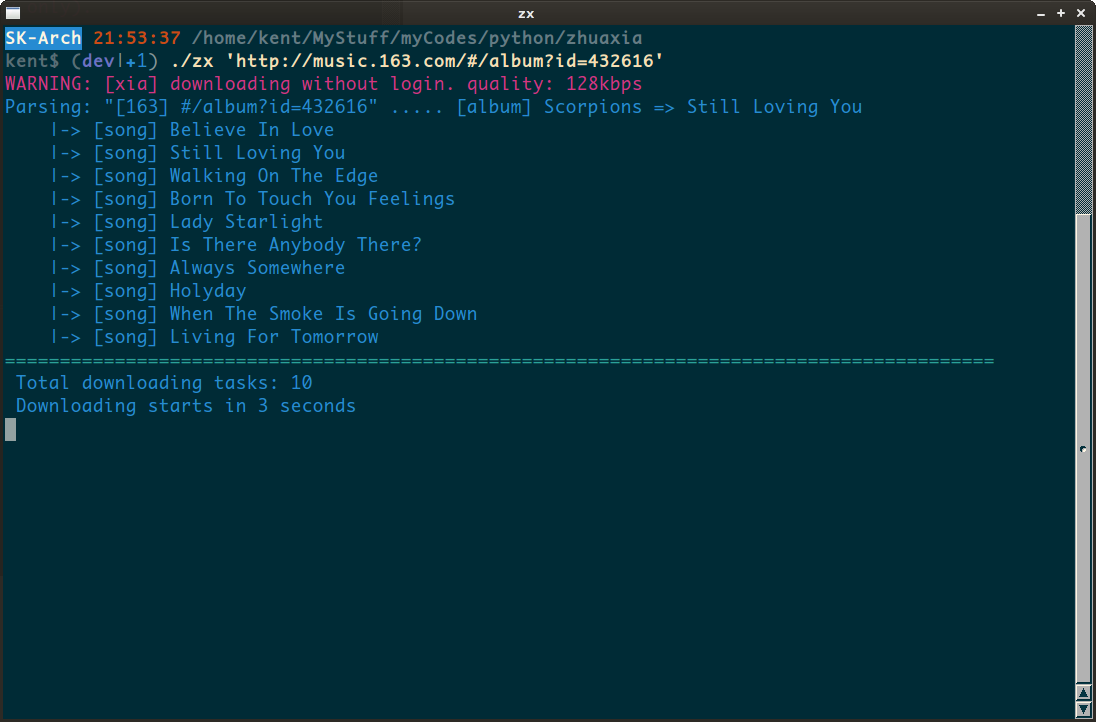 zx
SK-Arch 21:53:37 /home/kent/MyStuff/myCodes/python/zhuaxia
kent$ (dev|+1) ./zx 'http://music.163.com/#/album?id=432616'
WARNING: [xia] downloading without login. quality: 128kbps
Parsing: "[163] #/album?id=432616" ..... [album] Scorpions => Still Loving You
|-> [song] Believe In Love
|-> [song] Still Loving You
|-> [song] Walking On The Edge
|-> [song] Born To Touch You Feelings
|-> [song] Lady Starlight
|-> [song] Is There Anybody There?
|-> [song] Always Somewhere
|-> [song] Holyday
|-> [song] When The Smoke Is Going Down
|-> [song] Living For Tomorrow
==========================================================================================
Total downloading tasks: 10
Downloading starts in 3 seconds